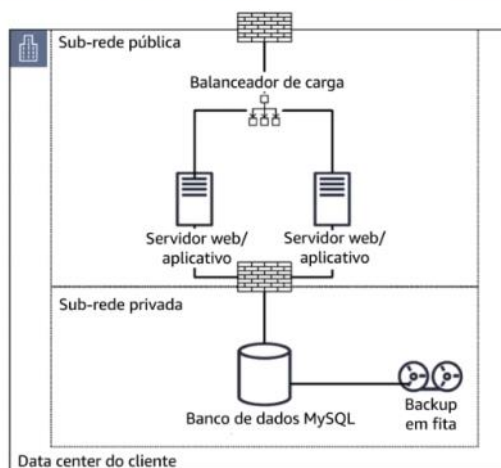 Sub-rede pública
Balanceador de carga
Servidor web/
aplicativo
Servidor web/
aplicativo
Sub-rede privada
Banco de dados MySQL
Backup
em fita
Data center do cliente